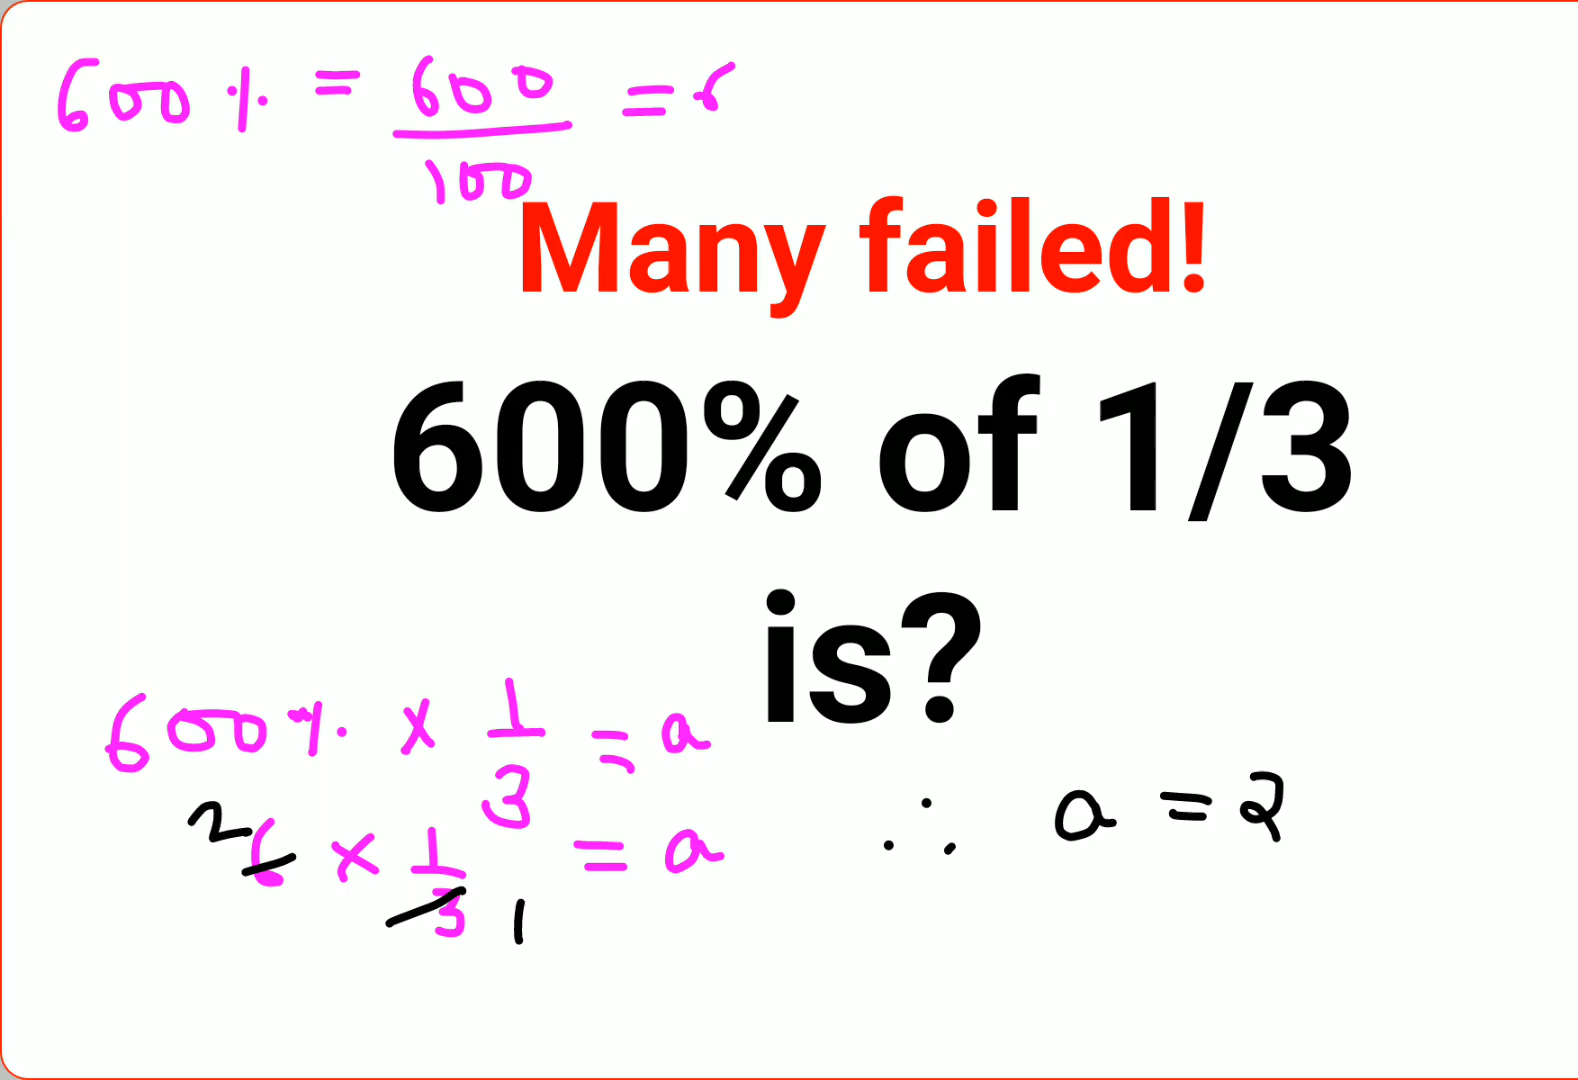 600% = 600/100 = 6
Many failed!
600% of 1/3
is?
600% × 1/3 = a
2
6 × 1/3 = a
1
∴ a = 2